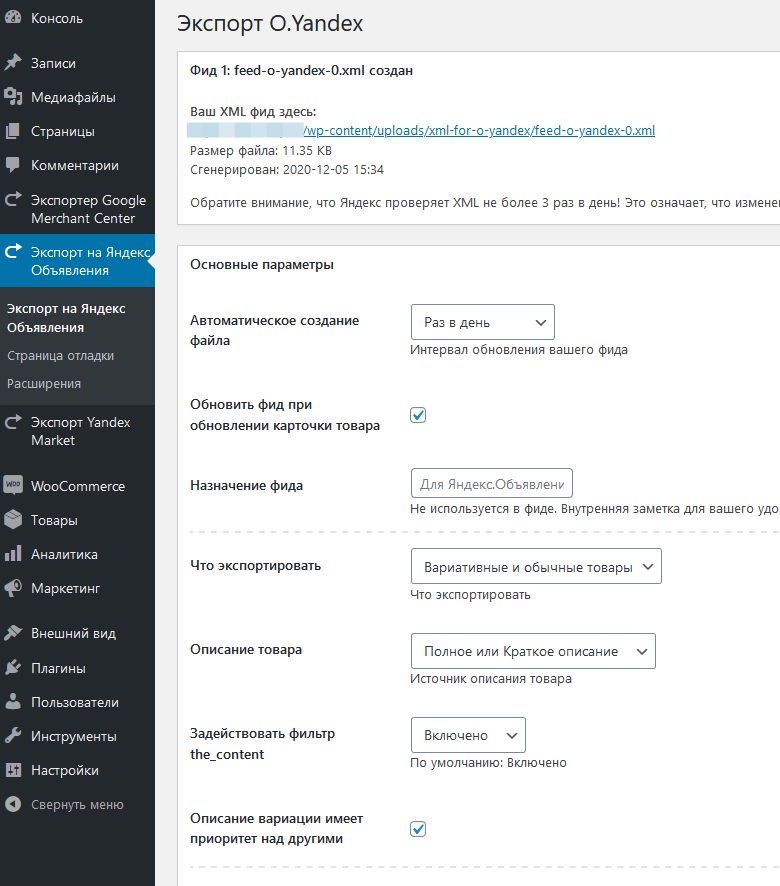 Консоль
Записи
Медиафайлы
Страницы
Комментарии
Экспортер Google
Merchant Center
Экспорт на Яндекс
Объявления
Экспорт на Яндекс
Объявления
Страница отладки
Расширения
Экспорт Yandex
Market
WooCommerce
Товары
Аналитика
Маркетинг
Внешний вид
Плагины
Пользователи
Инструменты
Настройки
Свернуть меню
Экспорт O.Yandex
Фид 1: feed-o-yandex-0.xml создан
Ваш XML фид здесь:
/wp-content/uploads/xml-for-o-yandex/feed-o-yandex-0.xml
Размер файла: 11.35 KB
Сгенерирован: 2020-12-05 15:34
Обратите внимание, что Яндекс проверяет XML не более 3 раз в день! Это означает, что измене
Основные параметры
Автоматическое создание
файла
Раз в день
Интервал обновления вашего фида
Обновить фид при
обновлении карточки товара
Назначение фида
Для Яндекс.Объявлени
Не используется в фиде. Внутренняя заметка для вашего удо
Что экспортировать
Вариативные и обычные товары
Что экспортировать
Описание товара
Полное или Краткое описание
Источник описания товара
Задействовать фильтр
the_content
Включено
По умолчанию: Включено
Описание вариации имеет
приоритет над другими